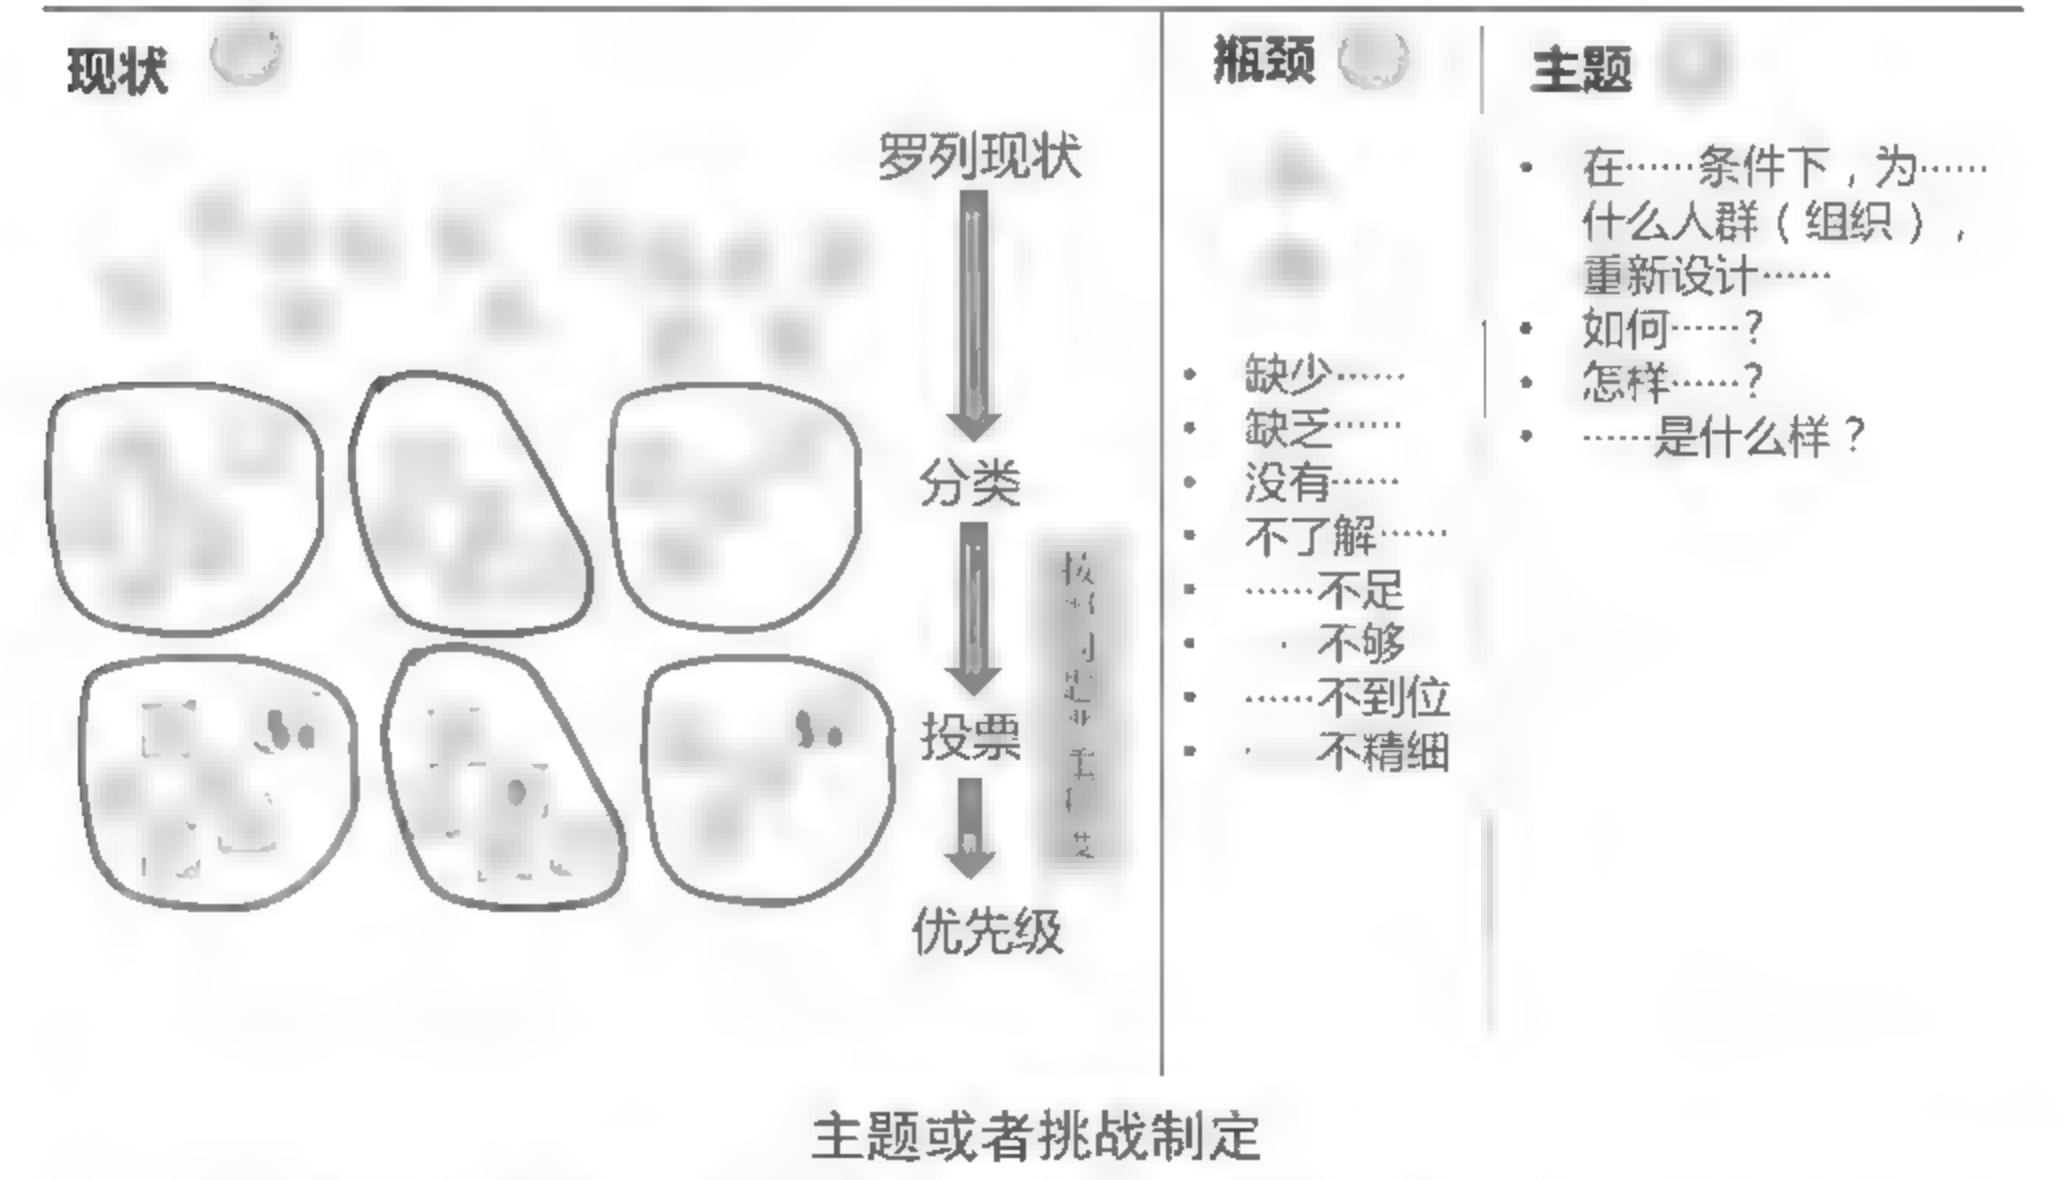 现状
罗列现状
分类
投票
优先级
瓶颈
缺少……
缺乏……
没有……
不了解……
……不足
不够
……不到位
不精细
主题
在……条件下，为……
什么人群（组织），
重新设计……
如何……？
怎样……？
……是什么样？
主题或者挑战制定